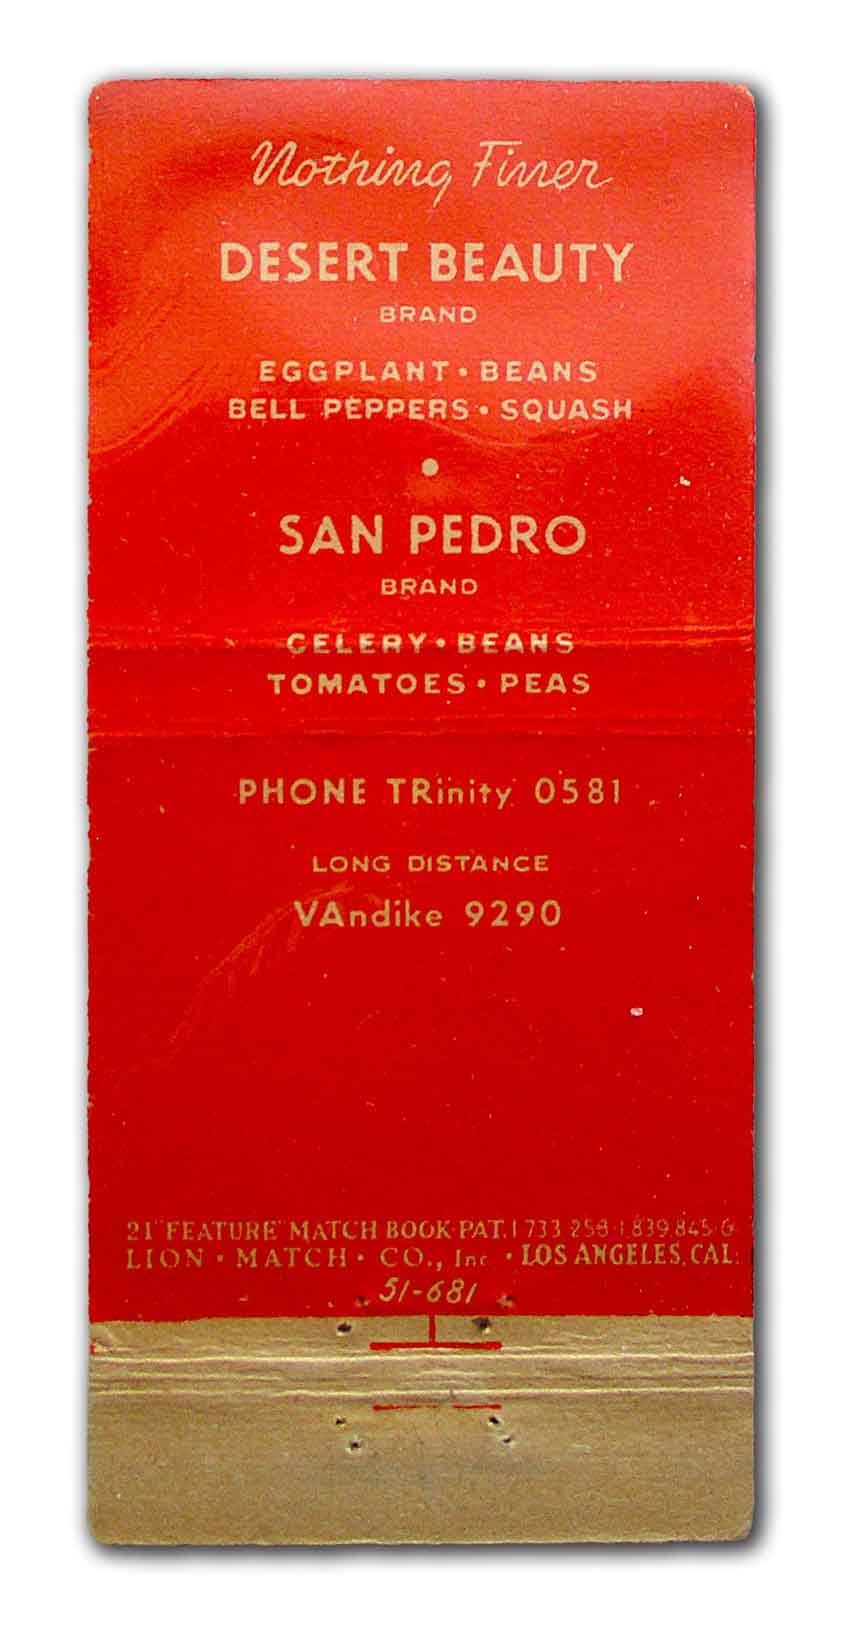 Nothing Finer
DESERT BEAUTY
BRAND
EGGPLANT • BEANS
BELL PEPPERS • SQUASH
•
SAN PEDRO
BRAND
CELERY • BEANS
TOMATOES • PEAS
PHONE TRinity 0581
LONG DISTANCE
VAndike 9290
21 "FEATURE" MATCH BOOK PAT. 1 733 258 · 1.839.845 &
LION • MATCH • CO., Inc • LOS ANGELES, CAL.
51-681